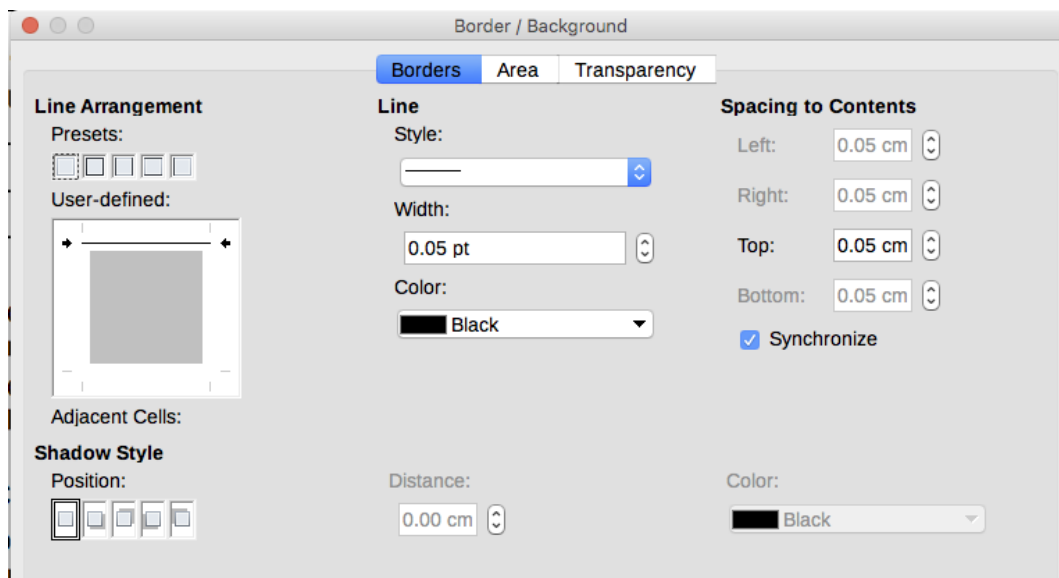 Border / Background
Borders Area Transparency
Line Arrangement
Presets:
User-defined:
Adjacent Cells:
Line
Style:
Width:
0.05 pt
Color:
Black
Spacing to Contents
Left: 0.05 cm
Right: 0.05 cm
Top: 0.05 cm
Bottom: 0.05 cm
Synchronize
Shadow Style
Position:
Distance:
0.00 cm
Color:
Black